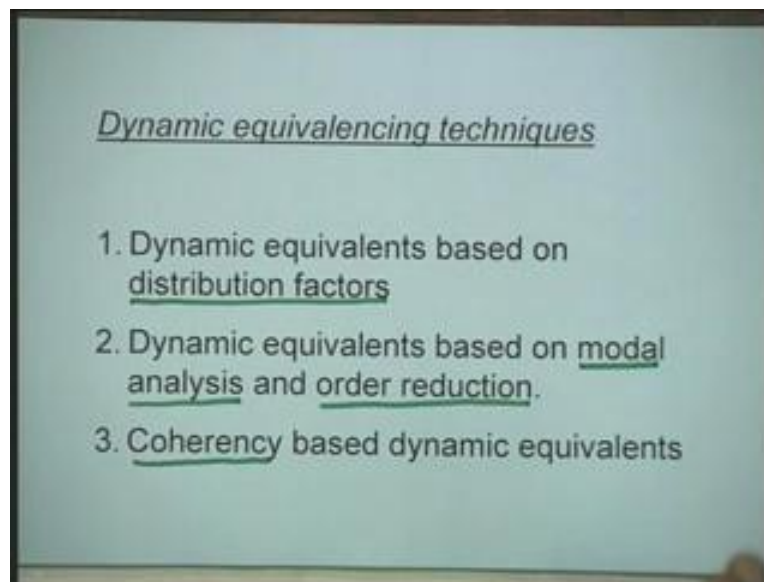 Dynamic equivalencing techniques
1. Dynamic equivalents based on
distribution factors
2. Dynamic equivalents based on modal
analysis and order reduction.
3. Coherency based dynamic equivalents